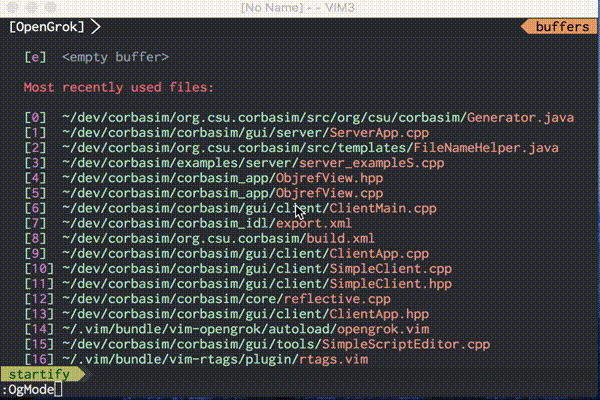 [No Name] - - VIM3
[OpenGrok] buffers
[e] <empty buffer>
Most recently used files:
[0] ~/dev/corbasim/org.csu.corbasim/src/org/csu/corbasim/Generator.java
[1] ~/dev/corbasim/corbasim/gui/server/ServerApp.cpp
[2] ~/dev/corbasim/org.csu.corbasim/src/templates/FileNameHelper.java
[3] ~/dev/corbasim/examples/server/server_exampleS.cpp
[4] ~/dev/corbasim/corbasim_app/ObjrefView.hpp
[5] ~/dev/corbasim/corbasim_app/ObjrefView.cpp
[6] ~/dev/corbasim/corbasim/gui/client/ClientMain.cpp
[7] ~/dev/corbasim/corbasim_idl/export.xml
[8] ~/dev/corbasim/org.csu.corbasim/build.xml
[9] ~/dev/corbasim/corbasim/gui/client/ClientApp.cpp
[10] ~/dev/corbasim/corbasim/gui/client/SimpleClient.cpp
[11] ~/dev/corbasim/corbasim/gui/client/SimpleClient.hpp
[12] ~/dev/corbasim/corbasim/core/reflective.cpp
[13] ~/dev/corbasim/corbasim/gui/client/ClientApp.hpp
[14] ~/.vim/bundle/vim-opengrok/autoload/opengrok.vim
[15] ~/dev/corbasim/corbasim/gui/tools/SimpleScriptEditor.cpp
[16] ~/.vim/bundle/vim-rtags/plugin/rtags.vim
startify
:OgMode